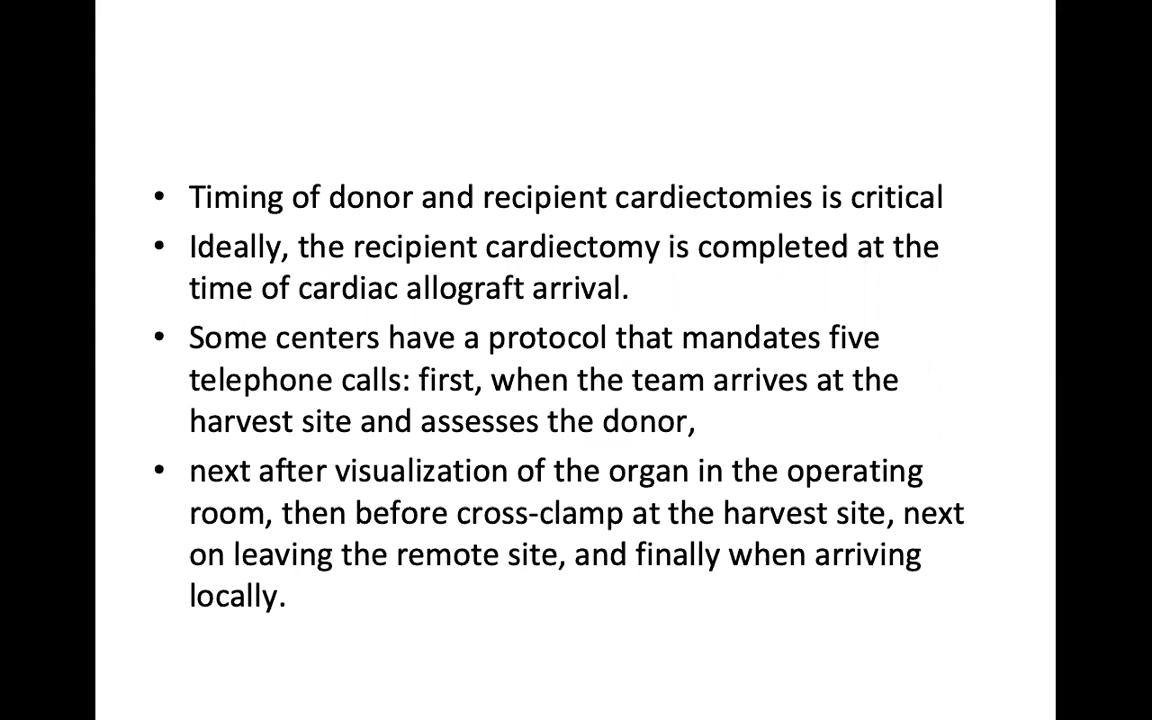 • Timing of donor and recipient cardiectomies is critical
• Ideally, the recipient cardiectomy is completed at the
time of cardiac allograft arrival.
• Some centers have a protocol that mandates five
telephone calls: first, when the team arrives at the
harvest site and assesses the donor,
• next after visualization of the organ in the operating
room, then before cross-clamp at the harvest site, next
on leaving the remote site, and finally when arriving
locally.